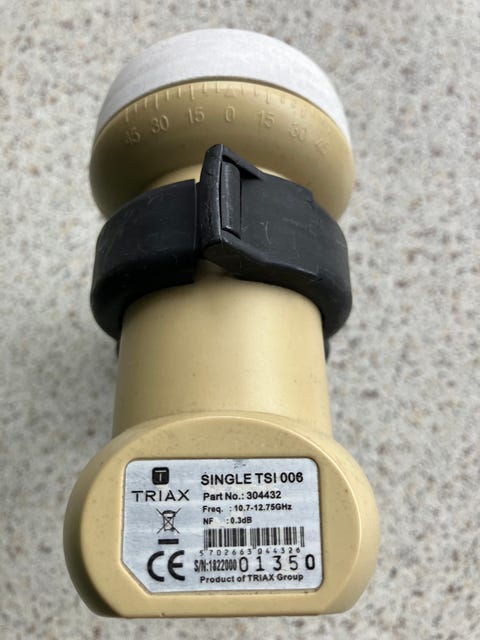 45 30 15 0 15 30 45
T
TRIAX
SINGLE TSI 006
Part No.: 304432
Freq. : 10.7-12.75GHz
NF : 0.3dB
5702663044326
CE
S/N:1822000 01350
Product of TRIAX Group